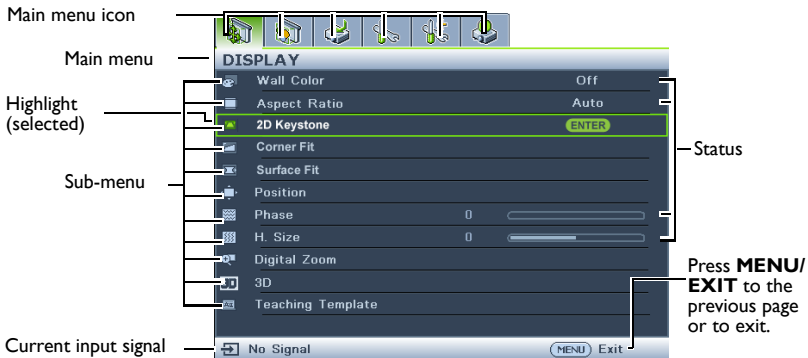 Main menu icon
Main menu
DISPLAY
Wall Color Off
Highlight
(selected)
Aspect Ratio Auto
2D Keystone ENTER
Corner Fit
Status
Surface Fit
Sub-menu
Position
Phase 0
H. Size 0
Digital Zoom
3D
Teaching Template
Press MENU/
EXIT to the
previous page
or to exit.
Current input signal
No Signal MENU Exit